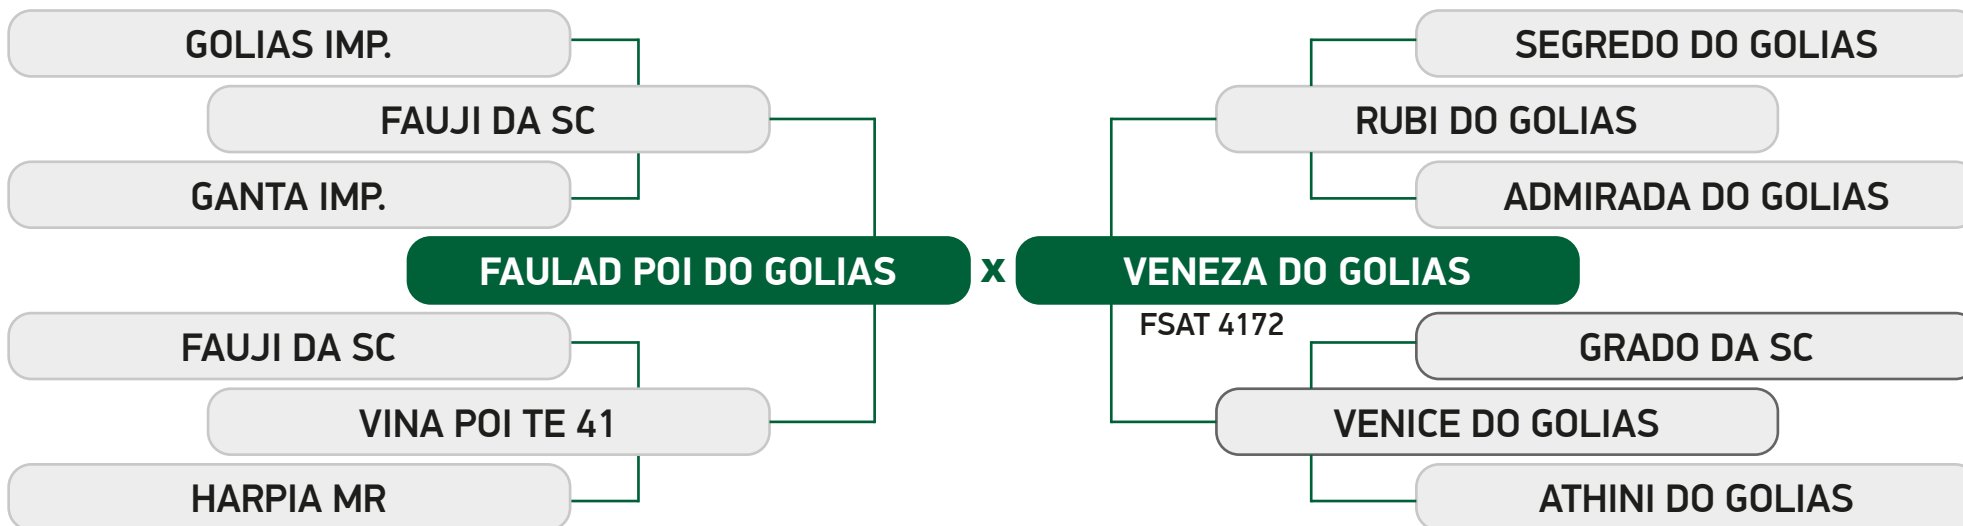 GOLIAS IMP.
FAUJI DA SC
GANTA IMP.
FAULAD POI DO GOLIAS
FAUJI DA SC
VINA POI TE 41
HARPIA MR
x
SEGREDO DO GOLIAS
RUBI DO GOLIAS
ADMIRADA DO GOLIAS
VENEZA DO GOLIAS
FSAT 4172
GRADO DA SC
VENICE DO GOLIAS
ATHINI DO GOLIAS